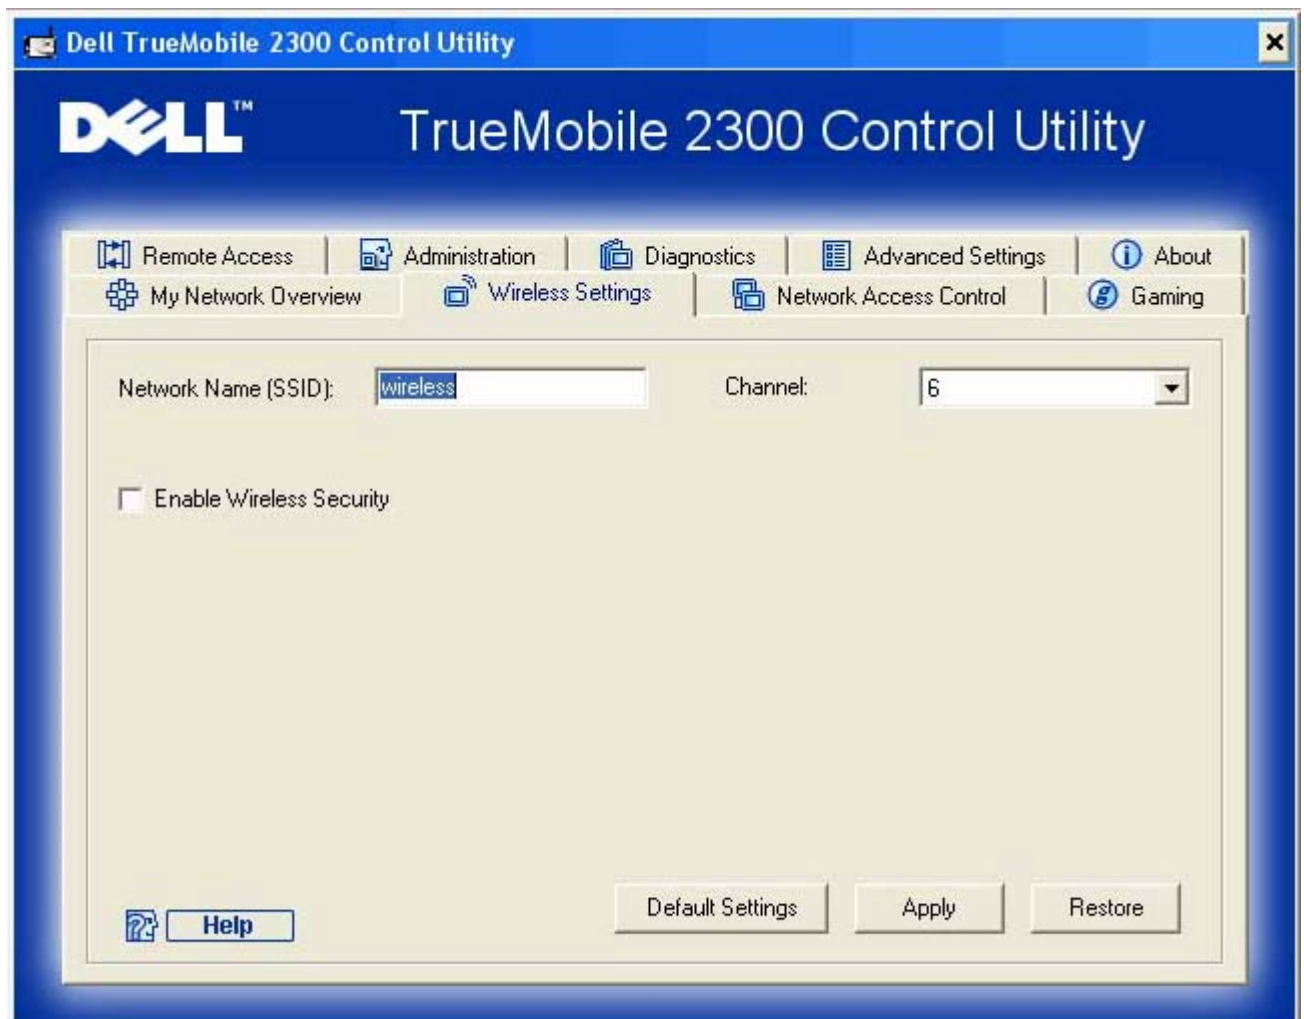 Dell TrueMobile 2300 Control Utility
DELL™ TrueMobile 2300 Control Utility
Remote Access Administration Diagnostics Advanced Settings About
My Network Overview Wireless Settings Network Access Control Gaming
Network Name (SSID): wireless Channel: 6
Enable Wireless Security
Help Default Settings Apply Restore